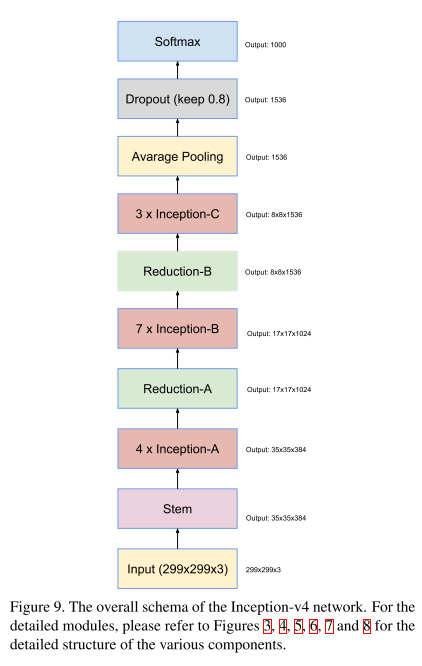 Softmax
Output: 1000
Dropout (keep 0.8)
Output: 1536
Avarage Pooling
Output: 1536
3 x Inception-C
Output: 8x8x1536
Reduction-B
Output: 8x8x1536
7 x Inception-B
Output: 17x17x1024
Reduction-A
Output: 17x17x1024
4 x Inception-A
Output: 35x35x384
Stem
Output: 35x35x384
Input (299x299x3)
299x299x3
Figure 9. The overall schema of the Inception-v4 network. For the
detailed modules, please refer to Figures 3, 4, 5, 6, 7 and 8 for the
detailed structure of the various components.